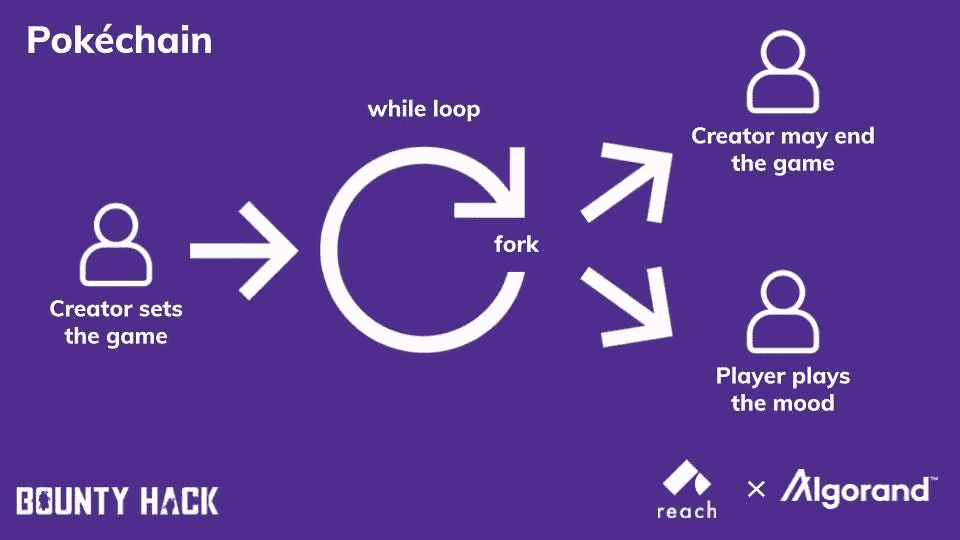 Pokéchain
while loop
Creator sets
the game
fork
Creator may end
the game
Player plays
the mood
BOUNTY HACK
reach
×
Algorand™